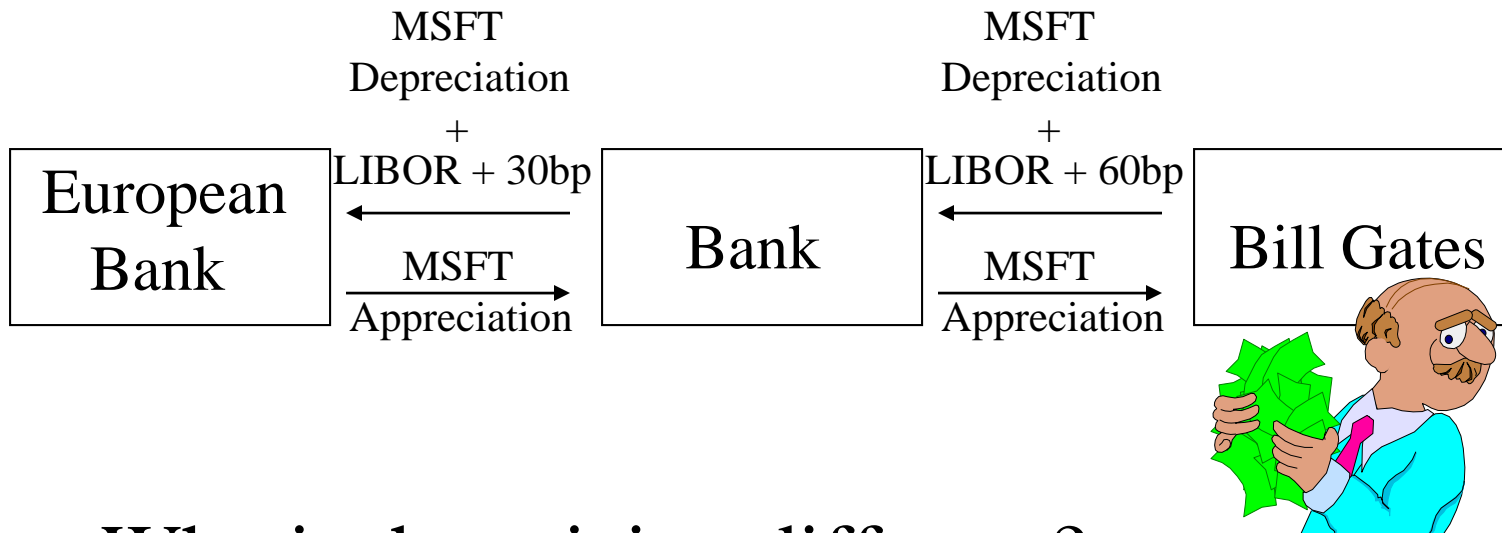 MSFT
Depreciation
+
LIBOR + 30bp
MSFT
Depreciation
+
LIBOR + 60bp
European
Bank
Bank
Bill Gates
MSFT
Appreciation
MSFT
Appreciation